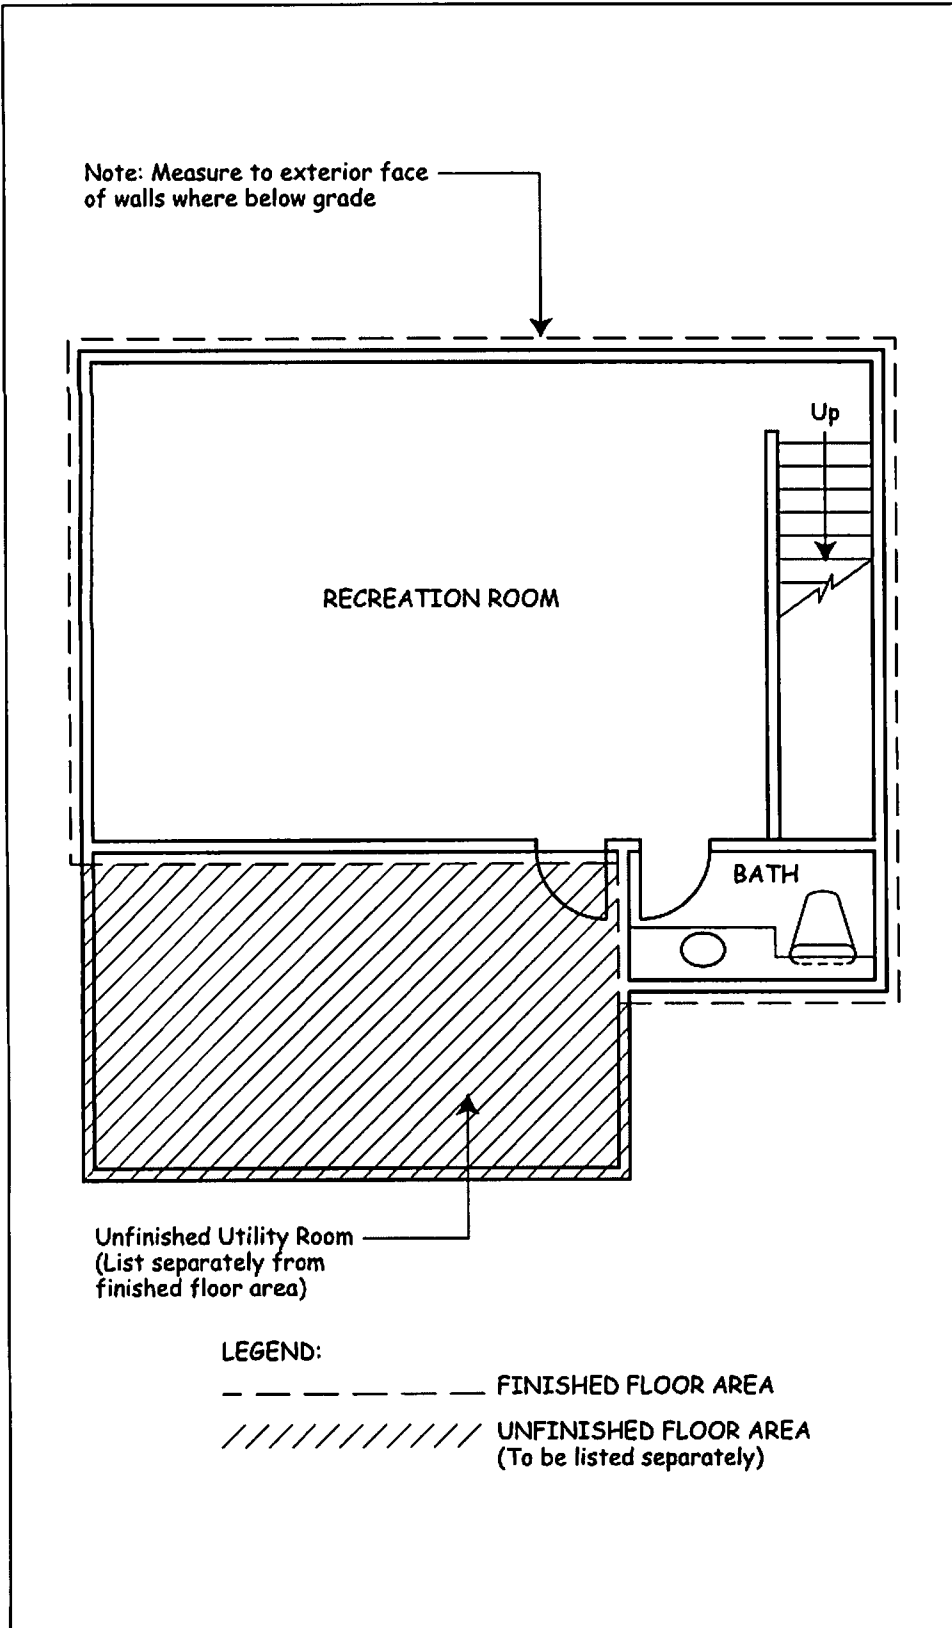 Note: Measure to exterior face
of walls where below grade
Up
RECREATION ROOM
BATH
Unfinished Utility Room
(List separately from
finished floor area)
LEGEND:
FINISHED FLOOR AREA
UNFINISHED FLOOR AREA
(To be listed separately)